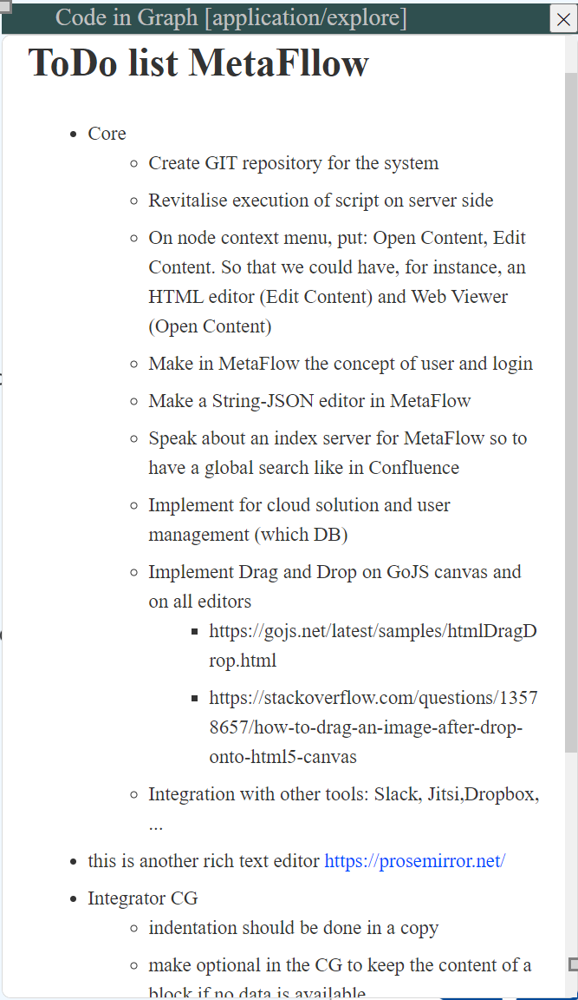 Code in Graph [application/explore]
ToDo list MetaFllow
Core
Create GIT repository for the system
Revitalise execution of script on server side
On node context menu, put: Open Content, Edit
Content. So that we could have, for instance, an
HTML editor (Edit Content) and Web Viewer
(Open Content)
Make in MetaFlow the concept of user and login
Make a String-JSON editor in MetaFlow
Speak about an index server for MetaFlow so to
have a global search like in Confluence
Implement for cloud solution and user
management (which DB)
Implement Drag and Drop on GoJS canvas and
on all editors
https://gojs.net/latest/samples/htmlDragD
rop.html
https://stackoverflow.com/questions/1357
8657/how-to-drag-an-image-after-drop-
onto-html5-canvas
Integration with other tools: Slack, Jitsi,Dropbox,
...
this is another rich text editor https://prosemirror.net/
Integrator CG
indentation should be done in a copy
make optional in the CG to keep the content of a
block if no data is available